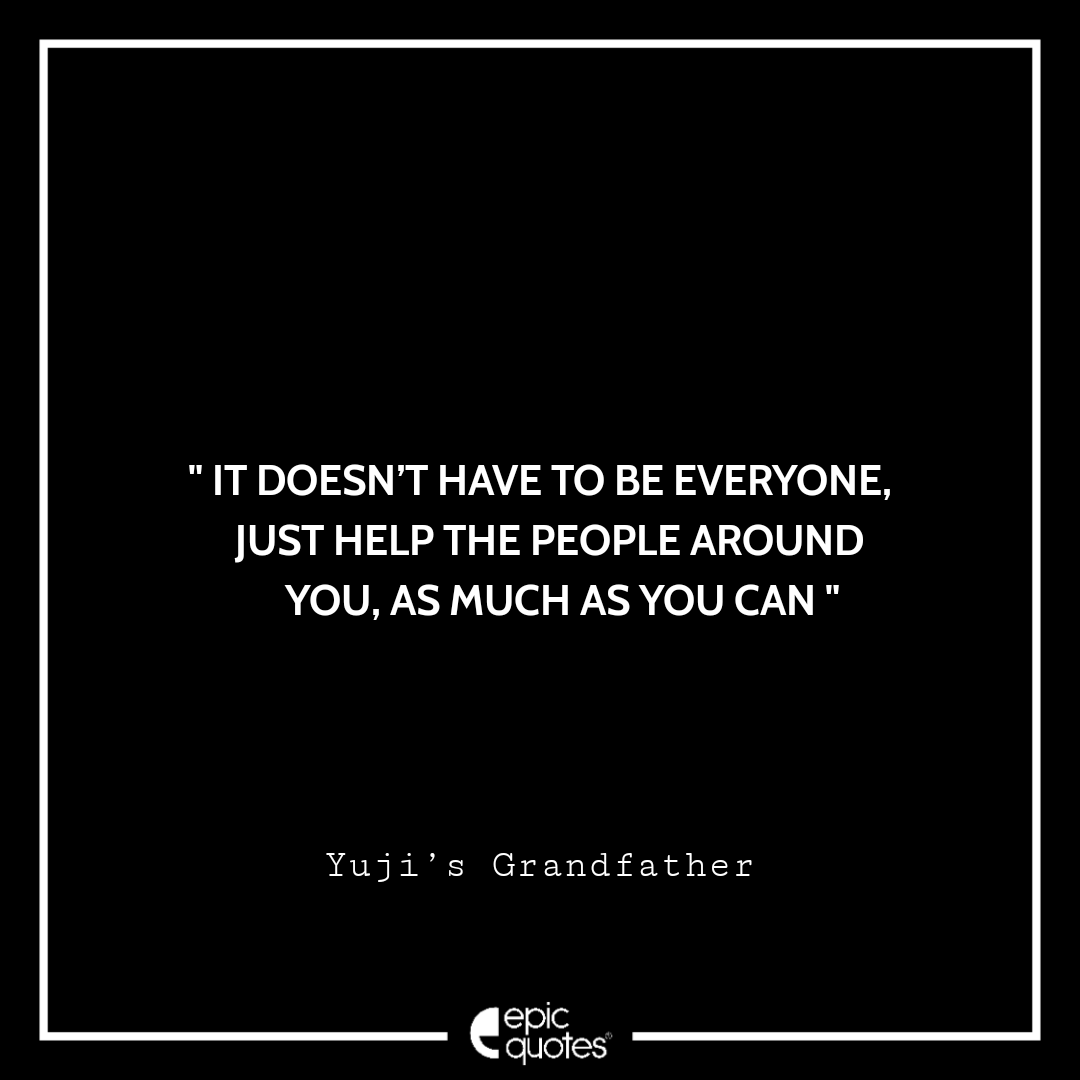 " IT DOESN’T HAVE TO BE EVERYONE,
JUST HELP THE PEOPLE AROUND
YOU, AS MUCH AS YOU CAN "
Yuji’s Grandfather
epic
quotes®